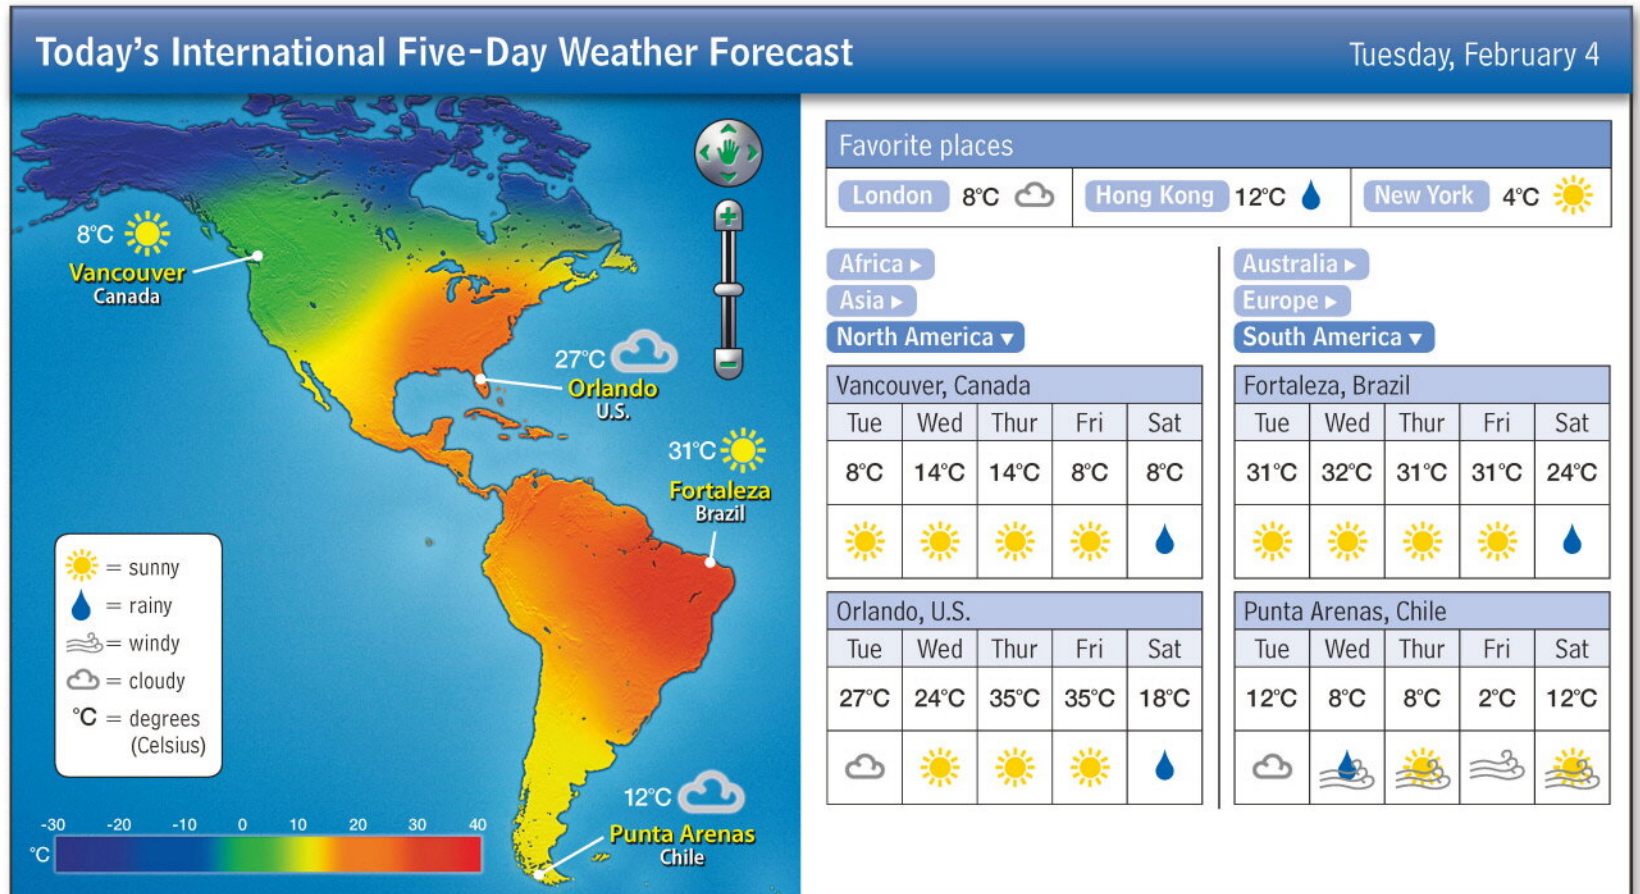 Today's International Five-Day Weather Forecast
Tuesday, February 4
8°C
Vancouver
Canada
27°C
Orlando
U.S.
31°C
Fortaleza
Brazil
= sunny
= rainy
= windy
= cloudy
°C = degrees
(Celsius)
12°C
Punta Arenas
Chile
-30 -20 -10 0 10 20 30 40
°C
Favorite places
London 8°C Hong Kong 12°C New York 4°C
Africa ▶
Asia ▶
North America ▼
Vancouver, Canada
Tue Wed Thur Fri Sat
8°C 14°C 14°C 8°C 8°C
Orlando, U.S.
Tue Wed Thur Fri Sat
27°C 24°C 35°C 35°C 18°C
Australia ▶
Europe ▶
South America ▼
Fortaleza, Brazil
Tue Wed Thur Fri Sat
31°C 32°C 31°C 31°C 24°C
Punta Arenas, Chile
Tue Wed Thur Fri Sat
12°C 8°C 8°C 2°C 12°C